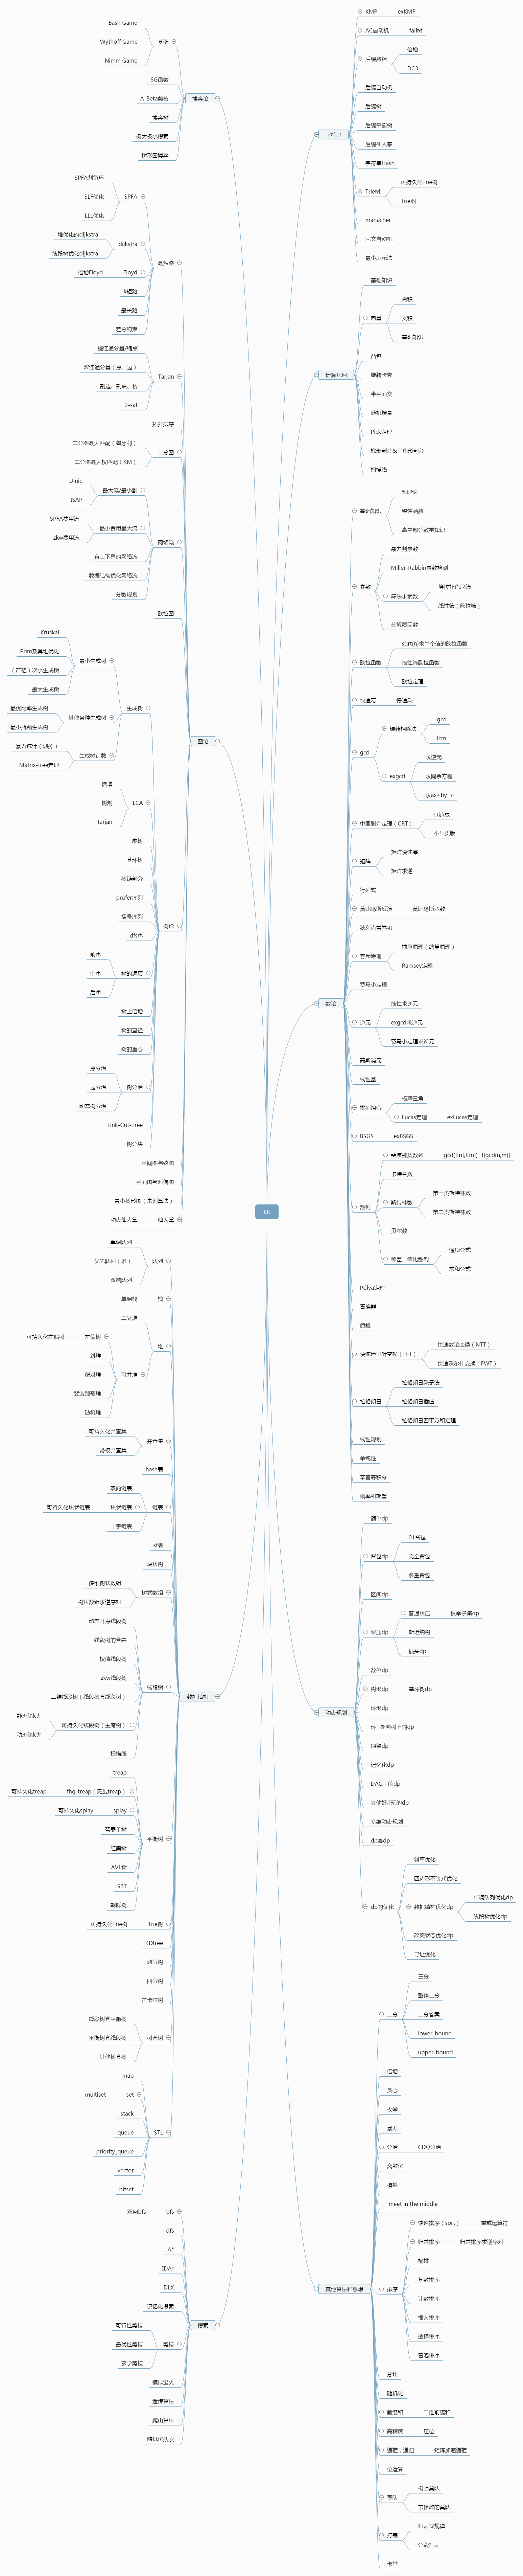 OI
博弈论
基础
Bash Game
Wythoff Game
Nimm Game
SG函数
A-Beta剪枝
博弈树
极大极小搜索
树形图博弈
图论
最短路
SPFA
SPFA判负环
SLF优化
LLL优化
dijkstra
堆优化的dijkstra
线段树优化dijkstra
Floyd
倍增Floyd
k短路
最长路
差分约束
Tarjan
强连通分量/缩点
双连通分量（点、边）
割边、割点、桥
2-sat
拓扑排序
二分图
二分图最大匹配（匈牙利）
二分图最大权匹配（KM）
网络流
最大流/最小割
Dinic
ISAP
最小费用最大流
SPFA费用流
zkw费用流
有上下界的网络流
数据结构优化网络流
分数规划
欧拉图
生成树
最小生成树
Kruskal
Prim及其堆优化
（严格）次小生成树
最大生成树
其他各种生成树
最优比率生成树
最小瓶颈生成树
生成树计数
暴力统计（划掉）
Matrix-tree定理
树论
LCA
倍增
树剖
tarjan
虚树
基环树
树链剖分
prufer序列
括号序列
dfs序
树的遍历
前序
中序
后序
树上倍增
树的直径
树的重心
树分治
点分治
边分治
动态树分治
Link-Cut-Tree
树分块
区间图与弦图
平面图与对偶图
最小树形图（朱刘算法）
仙人掌
动态仙人掌
数据结构
队列
单调队列
优先队列（堆）
双端队列
栈
单调栈
堆
二叉堆
可并堆
左偏树
可持久化左偏树
斜堆
配对堆
斐波那契堆
随机堆
并查集
可持久化并查集
带权并查集
hash表
链表
双向链表
块状链表
可持久化块状链表
十字链表
st表
块状树
树状数组
多维树状数组
树状数组求逆序对
线段树
动态开点线段树
线段树的合并
权值线段树
zkw线段树
二维线段树（线段树套线段树）
可持久化线段树（主席树）
静态第k大
动态第k大
扫描线
平衡树
treap
fhq-treap（无旋treap）
可持久化treap
splay
可持久化splay
替罪羊树
红黑树
AVL树
SBT
朝鲜树
Trie树
可持久化Trie树
KDtree
划分树
四分树
笛卡尔树
树套树
线段树套平衡树
平衡树套线段树
其他树套树
STL
map
set
multiset
stack
queue
priority_queue
vector
bitset
搜索
bfs
双向bfs
dfs
A*
IDA*
DLX
记忆化搜索
剪枝
可行性剪枝
最优性剪枝
玄学剪枝
模拟退火
遗传算法
爬山算法
随机化搜索
字符串
KMP
exKMP
AC自动机
fail树
后缀数组
倍增
DC3
后缀自动机
后缀树
后缀平衡树
后缀仙人掌
字符串Hash
Trie树
可持久化Trie树
Trie图
manacher
回文自动机
最小表示法
计算几何
基础知识
向量
点积
叉积
基础知识
凸包
旋转卡壳
半平面交
随机增量
Pick定理
梯形剖分&三角形剖分
扫描线
数论
基础知识
%理论
积性函数
高中部分数学知识
素数
暴力判素数
Miller-Rabbin素数检测
筛法求素数
埃拉托色尼筛
线性筛（欧拉筛）
分解质因数
欧拉函数
sqrt(n)求单个值的欧拉函数
线性筛欧拉函数
欧拉定理
快速幂
慢速斯
gcd
辗转相除法
gcd
lcm
exgcd
求逆元
求同余方程
求ax+by=c
中国剩余定理（CRT）
互质版
不互质版
矩阵
矩阵快速幂
矩阵求逆
行列式
莫比乌斯反演
莫比乌斯函数
狄利克雷卷积
容斥原理
抽屉原理（鸽巢原理）
Ramsey定理
费马小定理
逆元
线性求逆元
exgcd求逆元
费马小定理求逆元
高斯消元
线性基
排列组合
杨辉三角
Lucas定理
exLucas定理
BSGS
exBSGS
数列
斐波那契数列
gcd(f[n],f[m])=f[gcd(n,m)]
卡特兰数
斯特林数
第一类斯特林数
第二类斯特林数
贝尔数
等差、等比数列
通项公式
求和公式
Pólya定理
置换群
原根
快速傅里叶变换（FFT）
快速数论变换（NTT）
快速沃尔什变换（FWT）
拉格朗日
拉格朗日乘子法
拉格朗日插值
拉格朗日四平方和定理
线性规划
单纯性
辛普森积分
概率和期望
动态规划
简单dp
背包dp
01背包
完全背包
多重背包
区间dp
状压dp
普通状压
枚举子集dp
斯坦纳树
插头dp
数位dp
树形dp
基环树dp
环形dp
环+外向树上的dp
期望dp
记忆化dp
DAG上的dp
其他好♂玩的dp
多维动态规划
dp套dp
dp的优化
斜率优化
四边形不等式优化
数据结构优化dp
单调队列优化dp
线段树优化dp
改变状态优化dp
寻址优化
其他算法和思想
二分
三分
整体二分
二分答案
lower_bound
upper_bound
倍增
贪心
枚举
暴力
分治
CDQ分治
离散化
模拟
meet in the middle
排序
快速排序（sort）
重载运算符
归并排序
归并排序求逆序对
桶排
基数排序
计数排序
插入排序
选择排序
冒泡排序
分块
随机化
前缀和
二维前缀和
高精度
压位
递推，递归
矩阵加速递推
位运算
莫队
树上莫队
带修改的莫队
打表
打表找规律
分段打表
卡常